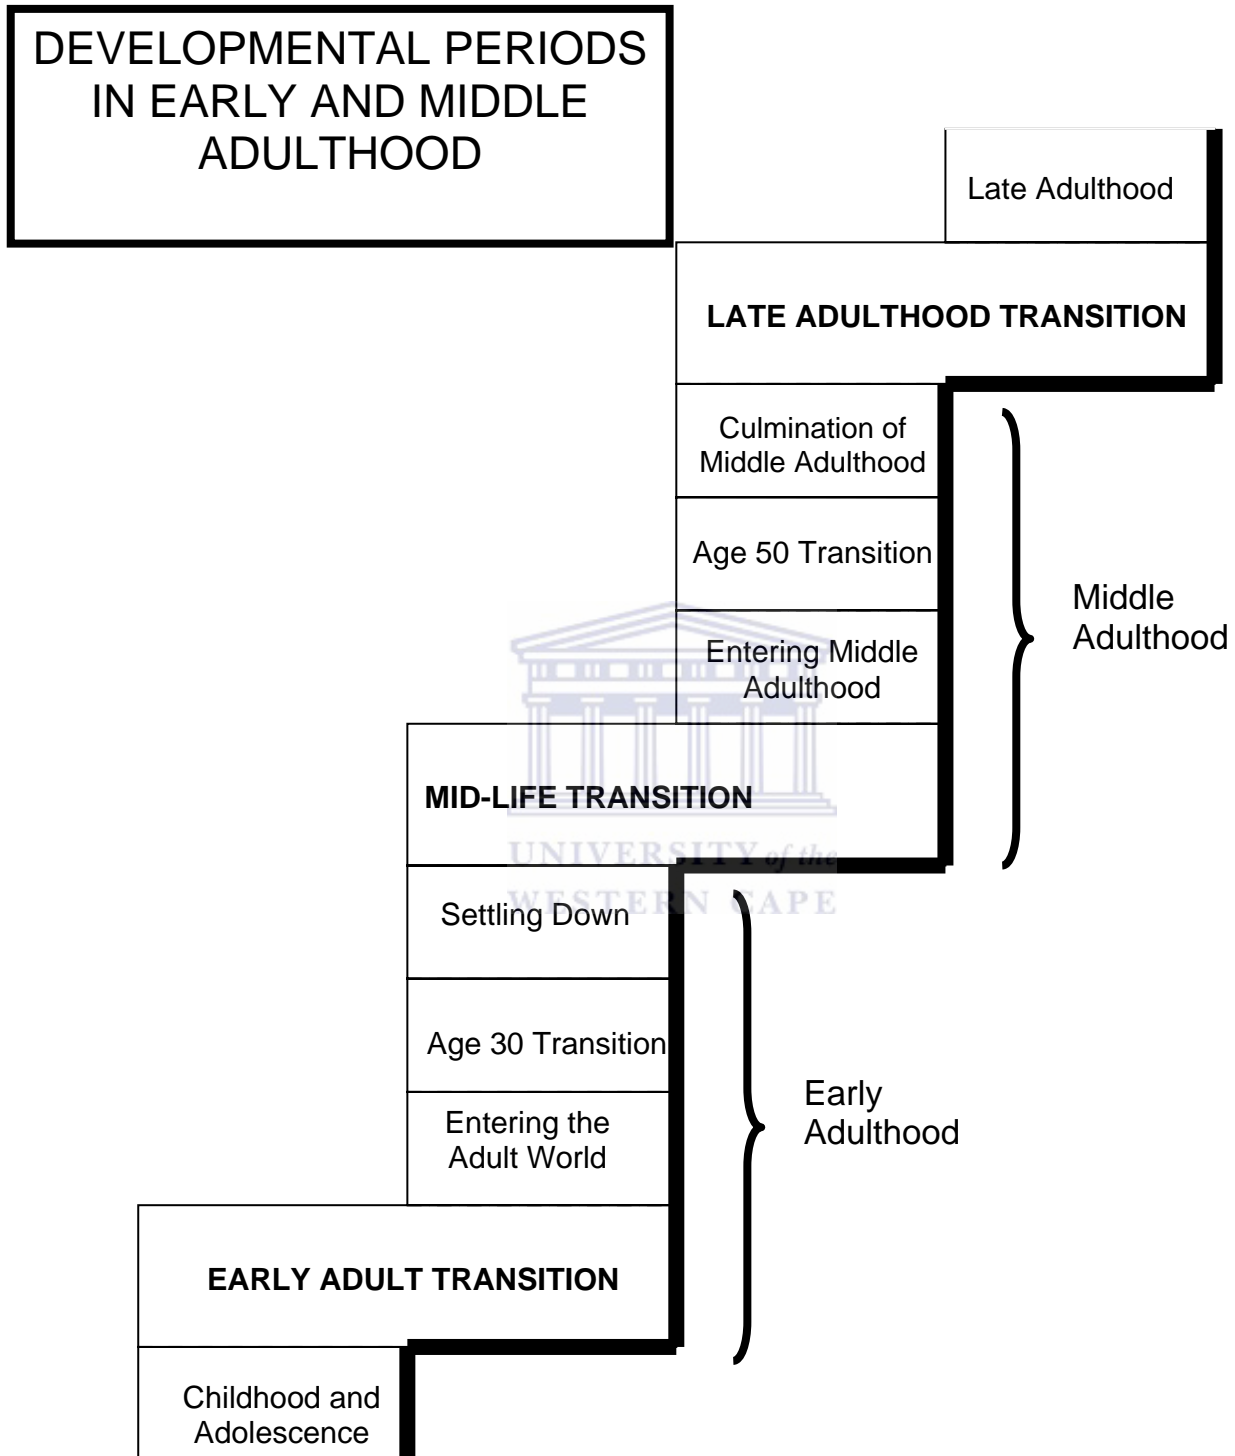 DEVELOPMENTAL PERIODS
IN EARLY AND MIDDLE
ADULTHOOD
Late Adulthood
LATE ADULTHOOD TRANSITION
Culmination of
Middle Adulthood
Age 50 Transition
Middle
Adulthood
Entering Middle
Adulthood
MID-LIFE TRANSITION
UNIVERSITY of the
WESTERN CAPE
Settling Down
Age 30 Transition
Early
Adulthood
Entering the
Adult World
EARLY ADULT TRANSITION
Childhood and
Adolescence